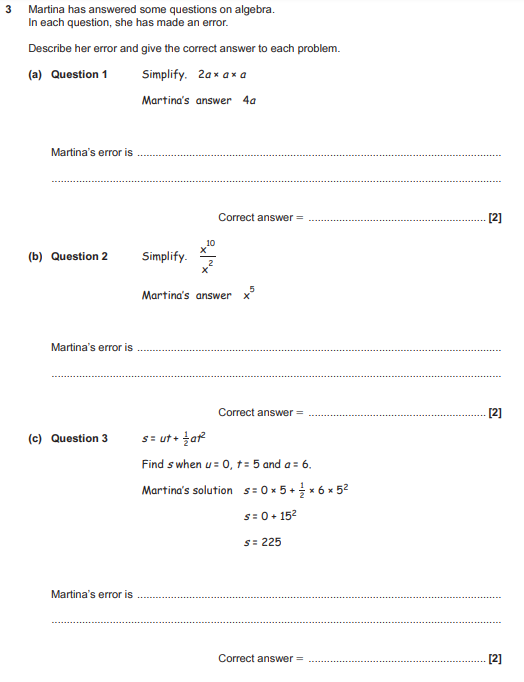 3 Martina has answered some questions on algebra.
In each question, she has made an error.
Describe her error and give the correct answer to each problem.
(a) Question 1 Simplify. 2a × a × a
Martina's answer 4a
Martina's error is ........................................................................
........................................................................
Correct answer = ........................................ [2]
(b) Question 2 Simplify. x¹⁰/x²
Martina's answer x⁵
Martina's error is ........................................................................
........................................................................
Correct answer = ........................................ [2]
(c) Question 3 s = ut + ½at²
Find s when u = 0, t = 5 and a = 6.
Martina's solution s = 0 × 5 + ½ × 6 × 5²
s = 0 + 15²
s = 225
Martina's error is ........................................................................
........................................................................
Correct answer = ........................................ [2]